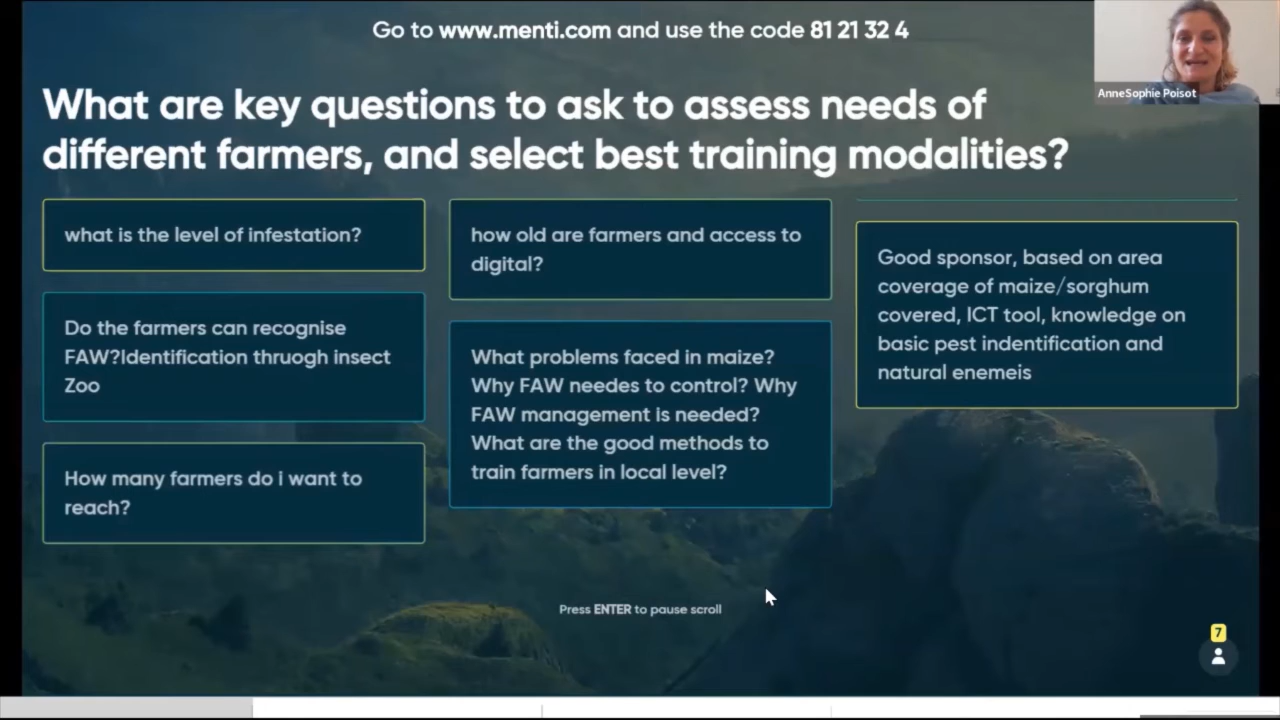 Go to www.menti.com and use the code 81 21 32 4
AnneSophie Poisot
What are key questions to ask to assess needs of
different farmers, and select best training modalities?
what is the level of infestation?
Do the farmers can recognise
FAW?Identification thruogh insect
Zoo
How many farmers do i want to
reach?
how old are farmers and access to
digital?
What problems faced in maize?
Why FAW needes to control? Why
FAW management is needed?
What are the good methods to
train farmers in local level?
Good sponsor, based on area
coverage of maize/sorghum
covered, ICT tool, knowledge on
basic pest indentification and
natural enemeis
Press ENTER to pause scroll
7